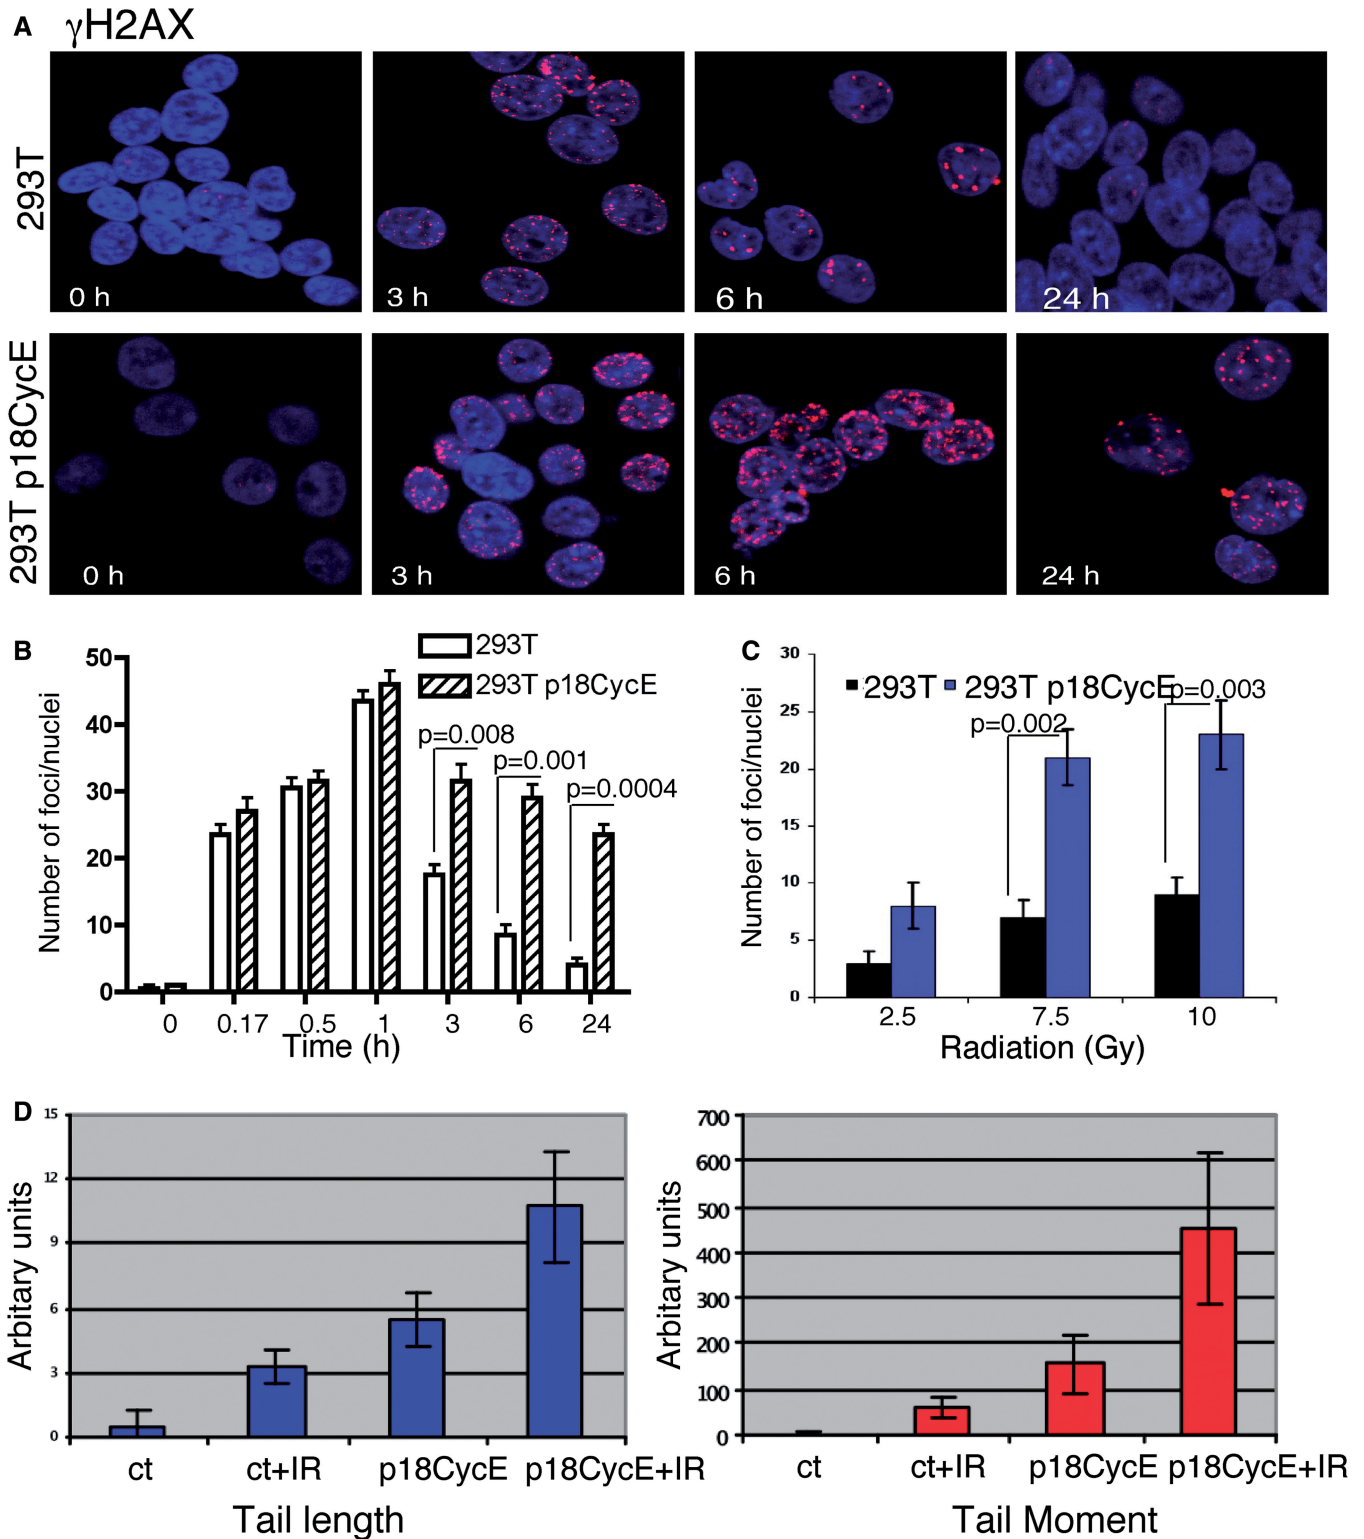 A γH2AX
293T
0 h
3 h
6 h
24 h
293T p18CycE
0 h
3 h
6 h
24 h
B
293T
293T p18CycE
Number of foci/nuclei
50
40
30
20
10
0
p=0.008
p=0.001
p=0.0004
0 0.17 0.5 1 3 6 24
Time (h)
C
293T 293T p18CycE
Number of foci/nuclei
30
25
20
15
10
5
0
p=0.002
p=0.003
2.5 7.5 10
Radiation (Gy)
D
Arbitary units
15
12
9
6
3
0
ct ct+IR p18CycE p18CycE+IR
Tail length
Arbitary units
700
600
500
400
300
200
100
0
ct ct+IR p18CycE p18CycE+IR
Tail Moment